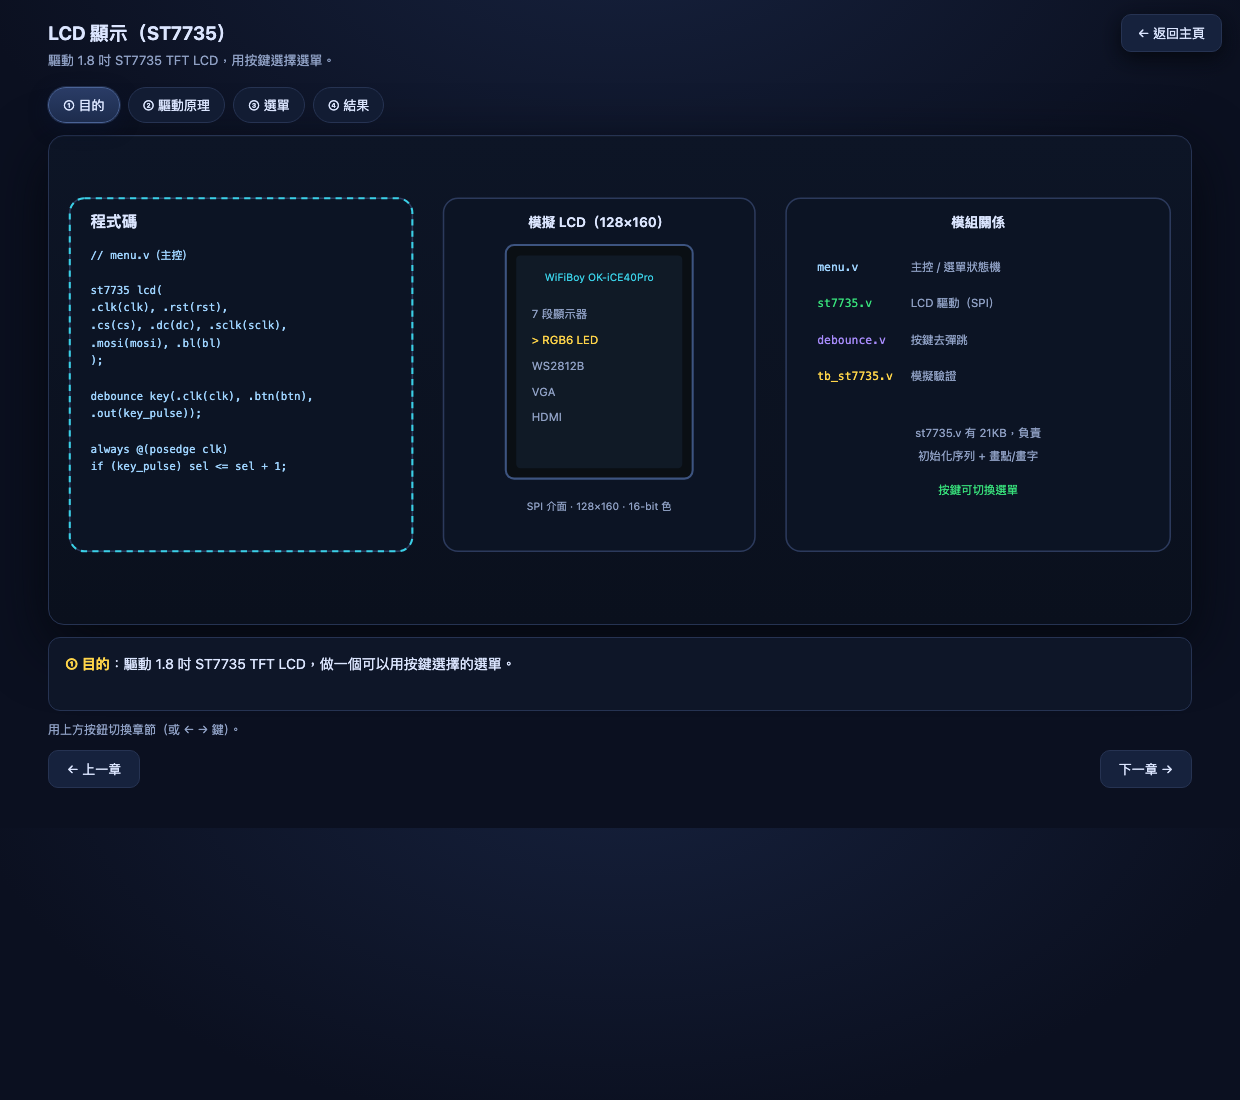 LCD 顯示（ST7735）
← 返回主頁
驅動 1.8 吋 ST7735 TFT LCD，用按鍵選擇選單。
① 目的
② 驅動原理
③ 選單
④ 結果
程式碼
// menu.v（主控）
st7735 lcd(
.clk(clk), .rst(rst),
.cs(cs), .dc(dc), .sclk(sclk),
.mosi(mosi), .bl(bl)
);
debounce key(.clk(clk), .btn(btn),
.out(key_pulse));
always @(posedge clk)
if (key_pulse) sel <= sel + 1;
模擬 LCD（128×160）
WiFiBoy OK-iCE40Pro
7 段顯示器
> RGB6 LED
WS2812B
VGA
HDMI
SPI 介面 · 128×160 · 16-bit 色
模組關係
menu.v 主控 / 選單狀態機
st7735.v LCD 驅動（SPI）
debounce.v 按鍵去彈跳
tb_st7735.v 模擬驗證
st7735.v 有 21KB，負責
初始化序列 + 畫點/畫字
按鍵可切換選單
① 目的：驅動 1.8 吋 ST7735 TFT LCD，做一個可以用按鍵選擇的選單。
用上方按鈕切換章節（或 ← → 鍵）。
← 上一章
下一章 →